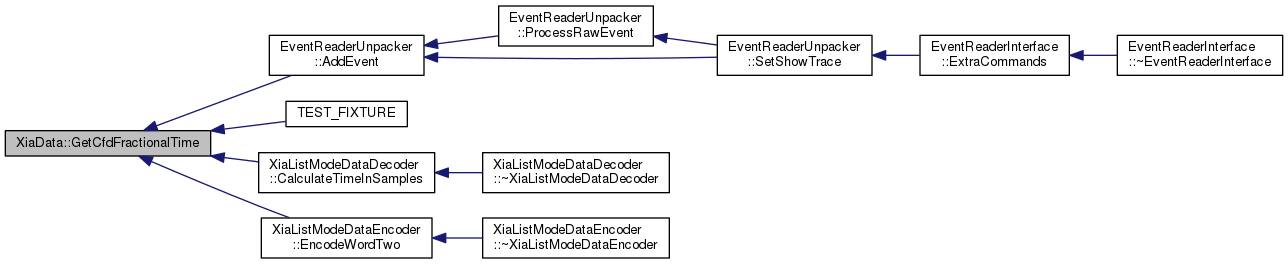 XiaData::GetCfdFractionalTime
EventReaderUnpacker
::AddEvent
EventReaderUnpacker
::ProcessRawEvent
EventReaderUnpacker
::SetShowTrace
EventReaderInterface
::ExtraCommands
EventReaderInterface
::~EventReaderInterface
TEST_FIXTURE
XiaListModeDataDecoder
::CalculateTimeInSamples
XiaListModeDataDecoder
::~XiaListModeDataDecoder
XiaListModeDataEncoder
::EncodeWordTwo
XiaListModeDataEncoder
::~XiaListModeDataEncoder